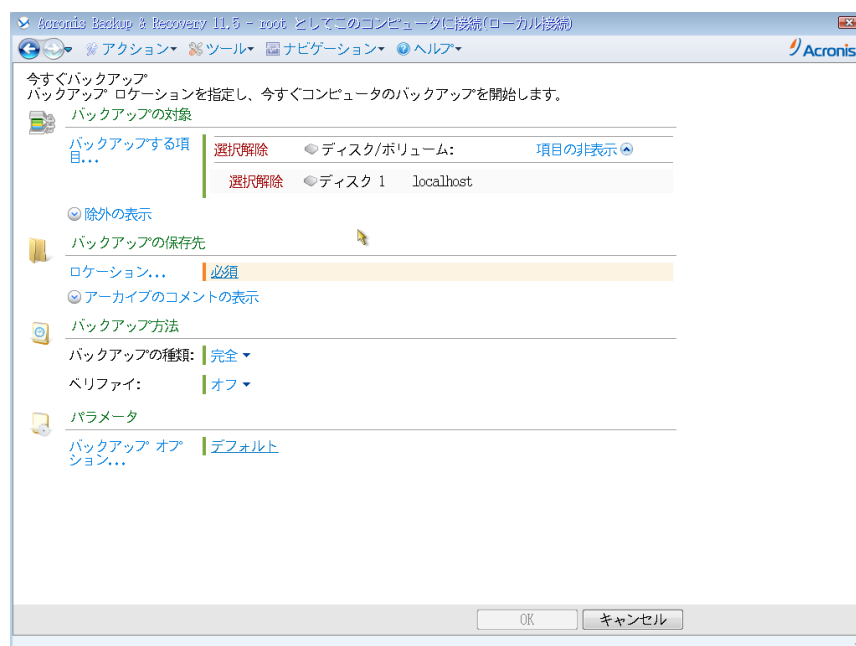 Acronis Backup & Recovery 11.5 - root としてこのコンピュータに接続(ローカル接続)
アクション ツール ナビゲーション ヘルプ Acronis
今すぐバックアップ
バックアップ ロケーションを指定し、今すぐコンピュータのバックアップを開始します。
バックアップの対象
バックアップする項
目...
選択解除 ディスク/ボリューム: 項目の非表示
選択解除 ディスク 1 localhost
除外の表示
バックアップの保存先
ロケーション... 必須
アーカイブのコメントの表示
バックアップ方法
バックアップの種類: 完全
ベリファイ: オフ
パラメータ
バックアップ オプ
ション...
デフォルト
OK キャンセル